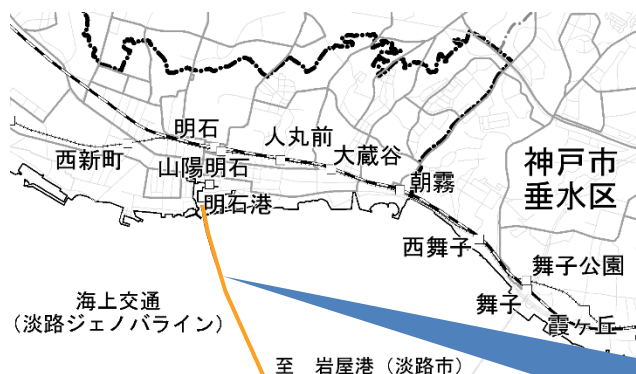 明石
人丸前
西新町
山陽明石
大蔵谷
朝霧
明石港
神戸市
垂水区
西舞子
舞子公園
舞子
霞ヶ丘
海上交通
（淡路ジェノバライン）
至 岩屋港（淡路市）